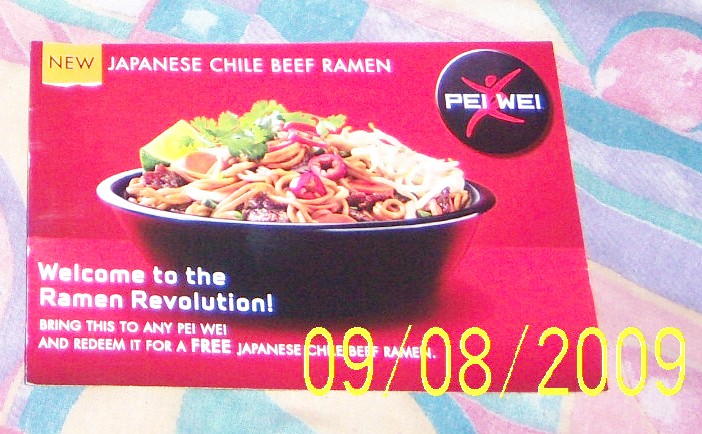 NEW JAPANESE CHILE BEEF RAMEN
PEI WEI
Welcome to the
Ramen Revolution!
BRING THIS TO ANY PEI WEI
AND REDEEM IT FOR A FREE JAPANESE CHILE BEEF RAMEN.
09/08/2009